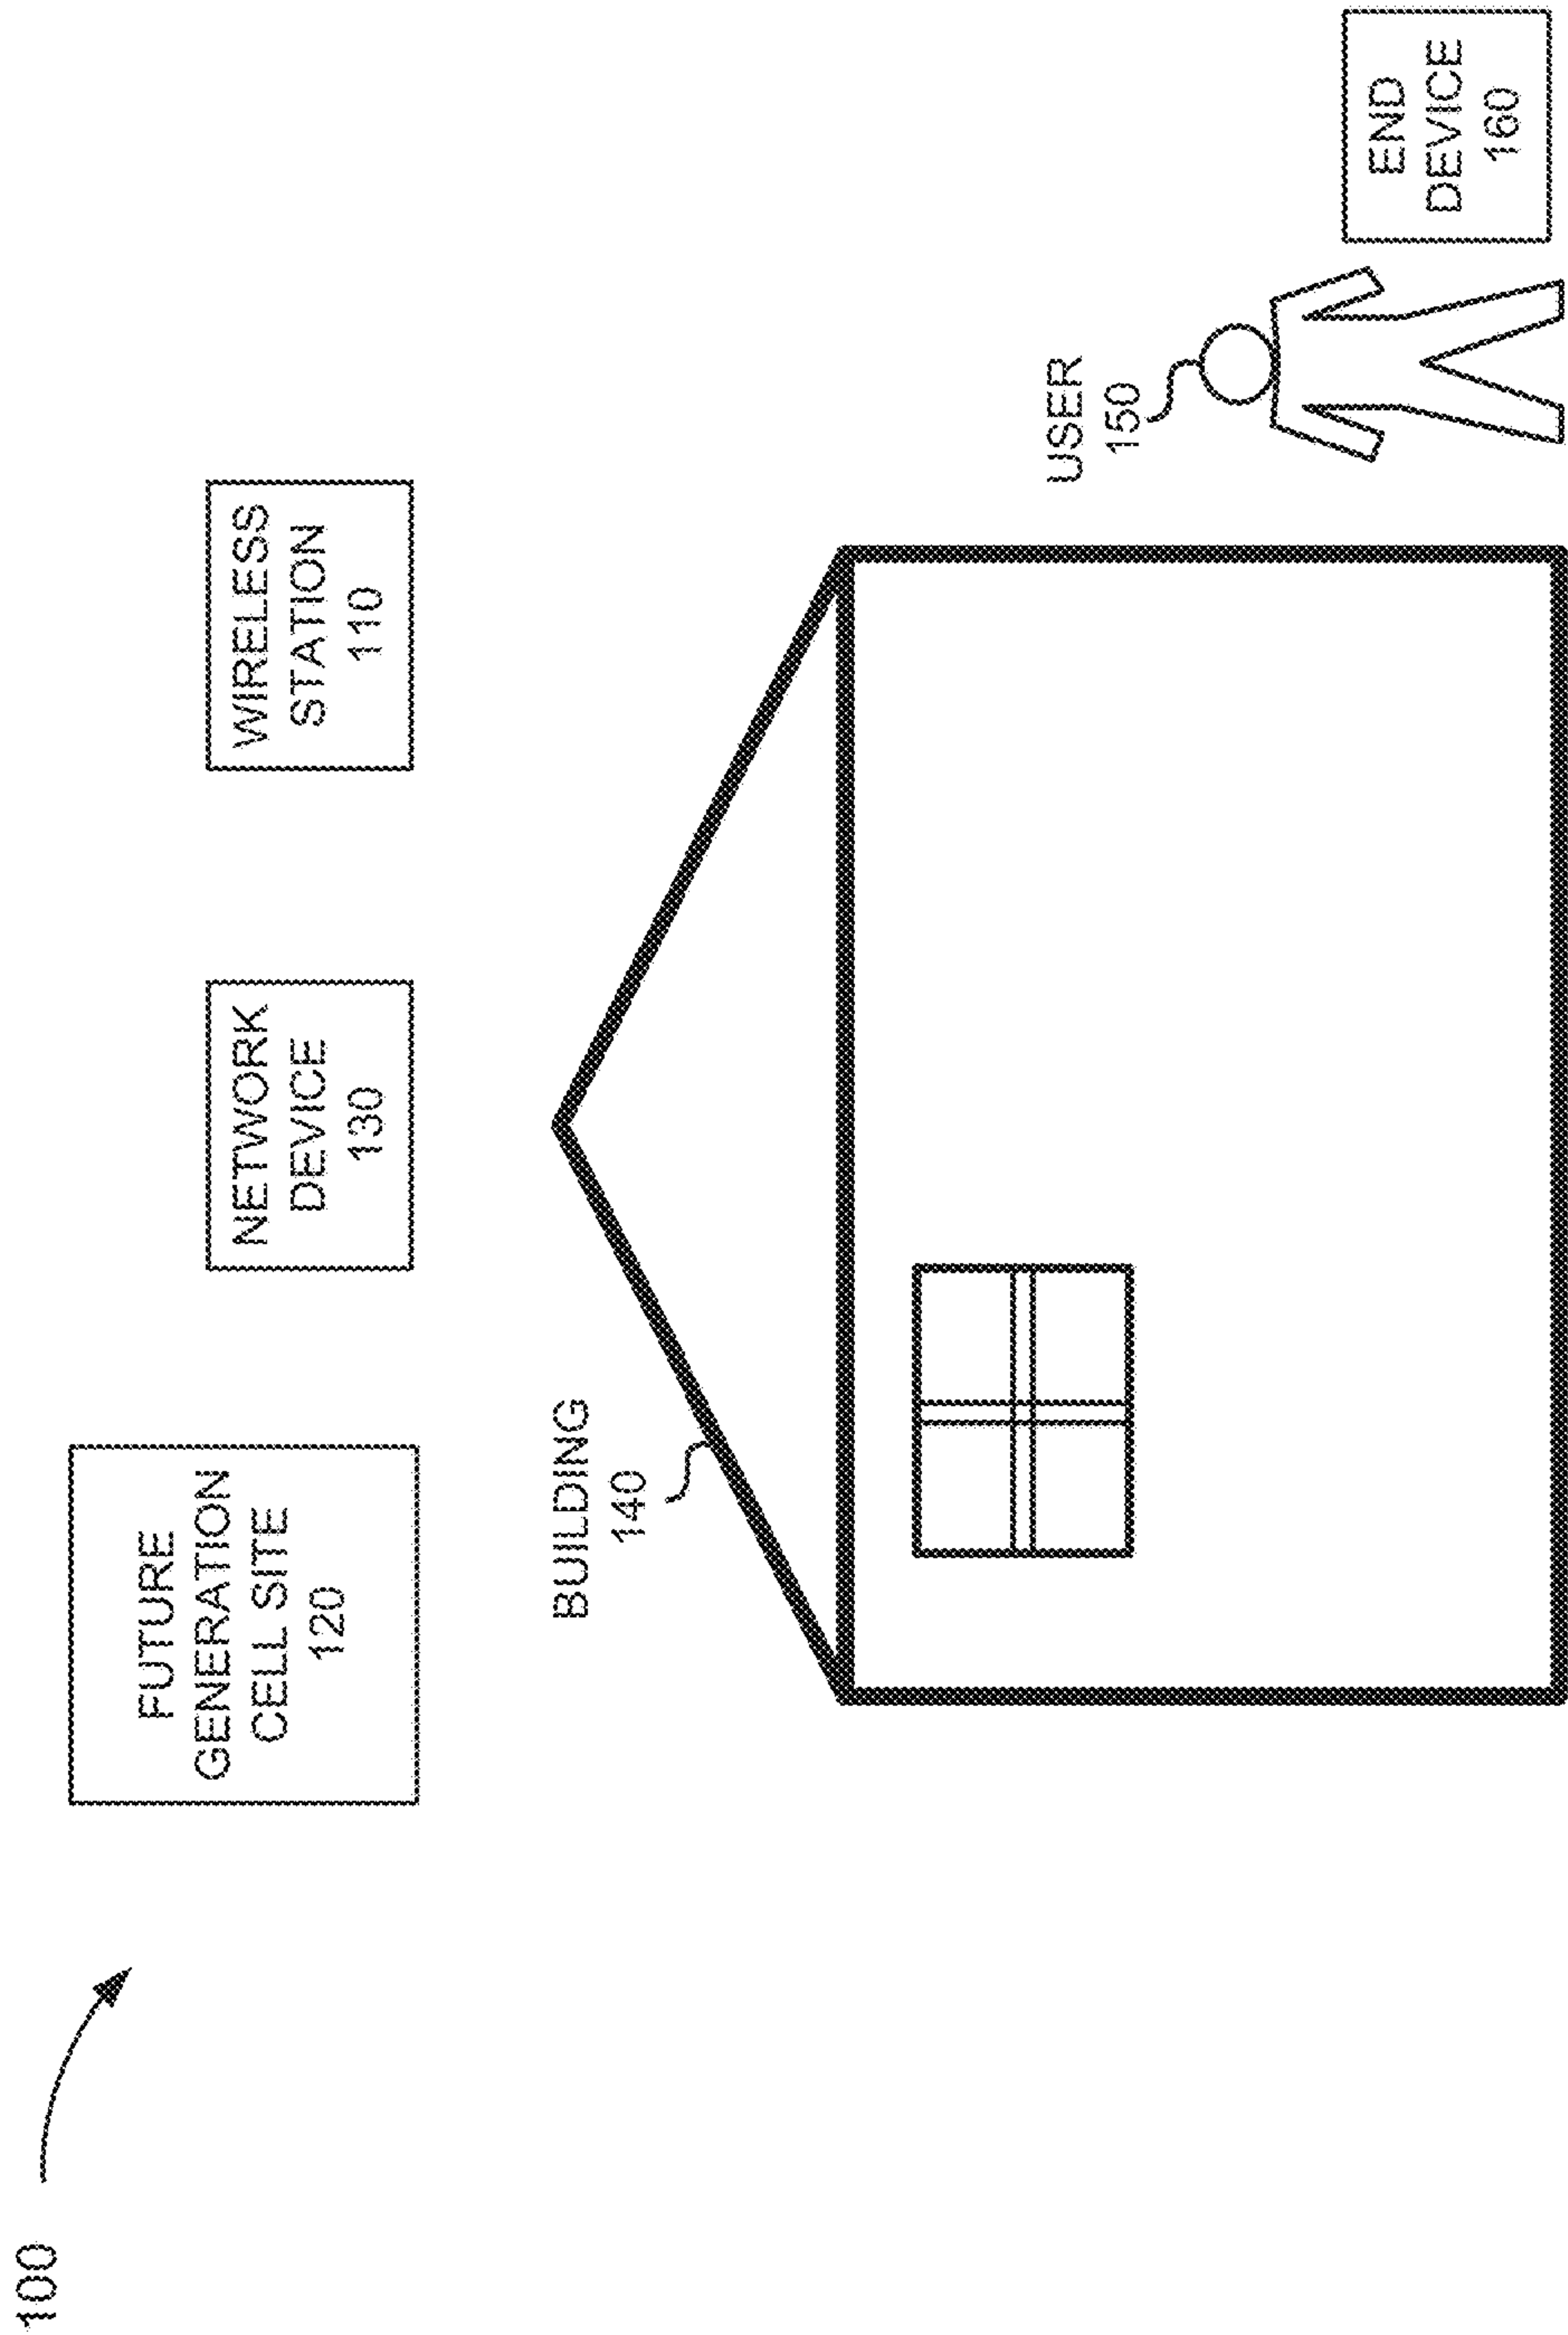 100
FUTURE
GENERATION
CELL SITE
120
NETWORK
DEVICE
130
WIRELESS
STATION
110
BUILDING
140
USER
150
END
DEVICE
160